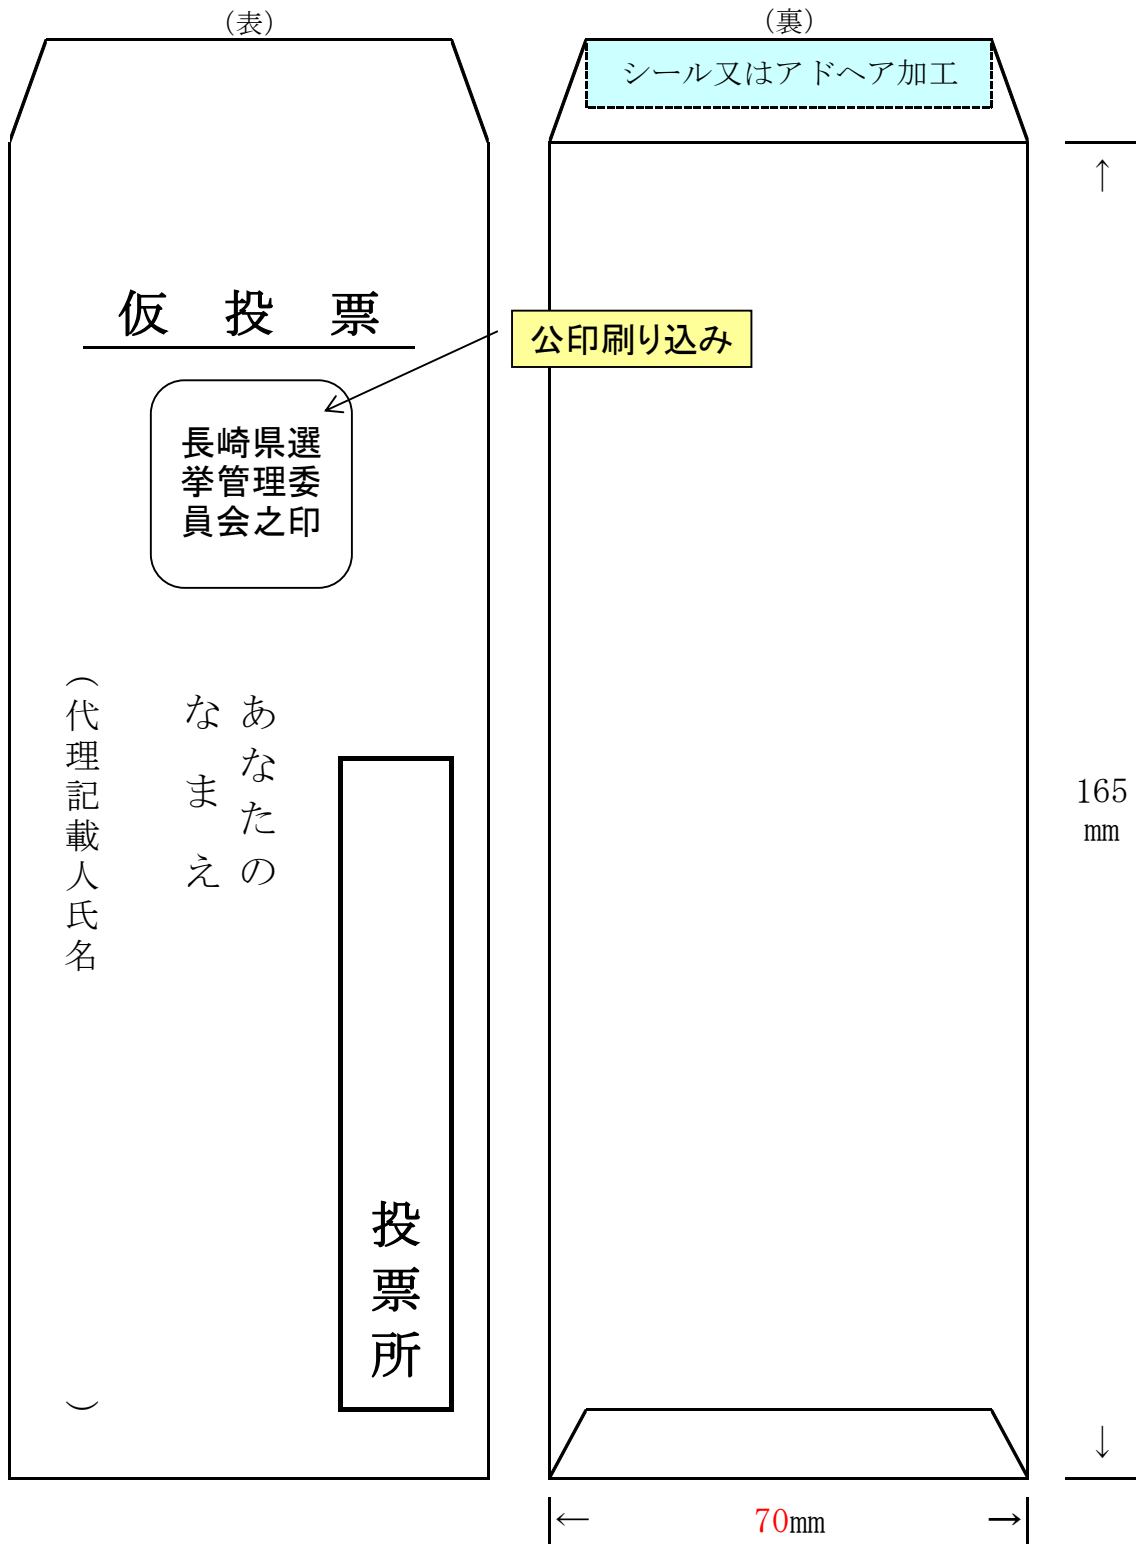 (表)
仮 投 票
公印刷り込み
長崎県選
挙管理委
員会之印
投票所
あなたの
なまえ
(代理記載人氏名 )
(裏)
シール又はアドヘア加工
↑
165
mm
↓
← 70mm →